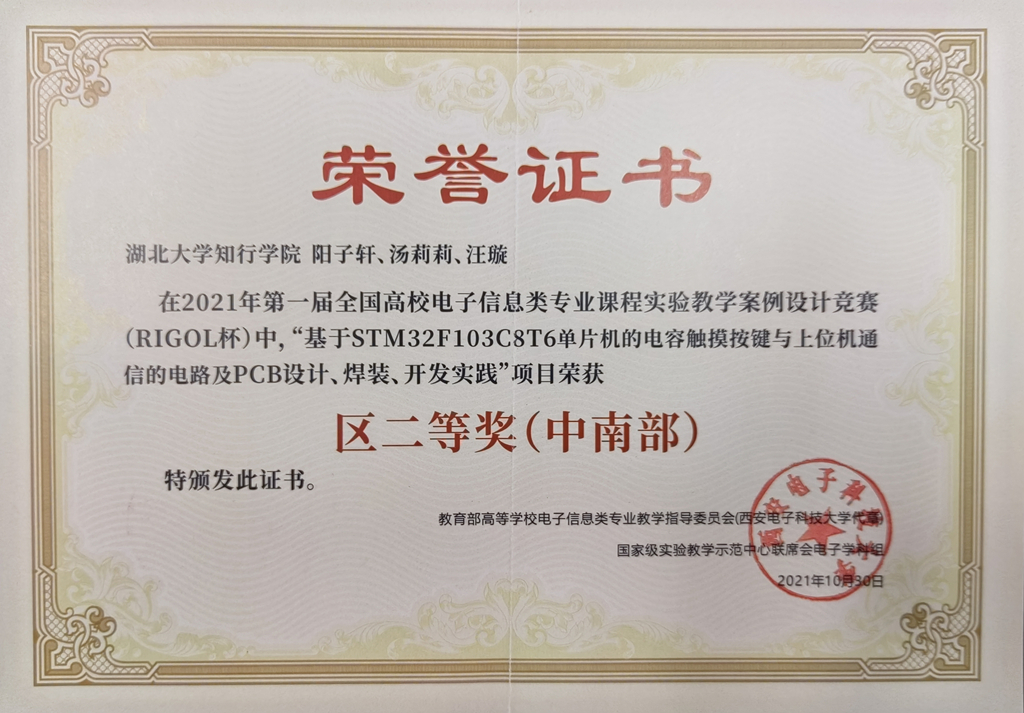 荣誉证书
湖北大学知行学院 阳子轩、汤莉莉、汪璇
在2021年第一届全国高校电子信息类专业课程实验教学案例设计竞赛
(RIGOL杯)中，“基于STM32F103C8T6单片机的电容触摸按键与上位机通
信的电路及PCB设计、焊装、开发实践”项目荣获
区二等奖(中南部)
特颁发此证书。
教育部高等学校电子信息类专业教学指导委员会(西安电子科技大学代章)
国家级实验教学示范中心联席会电子学科组
2021年10月30日
西安电子科技大学